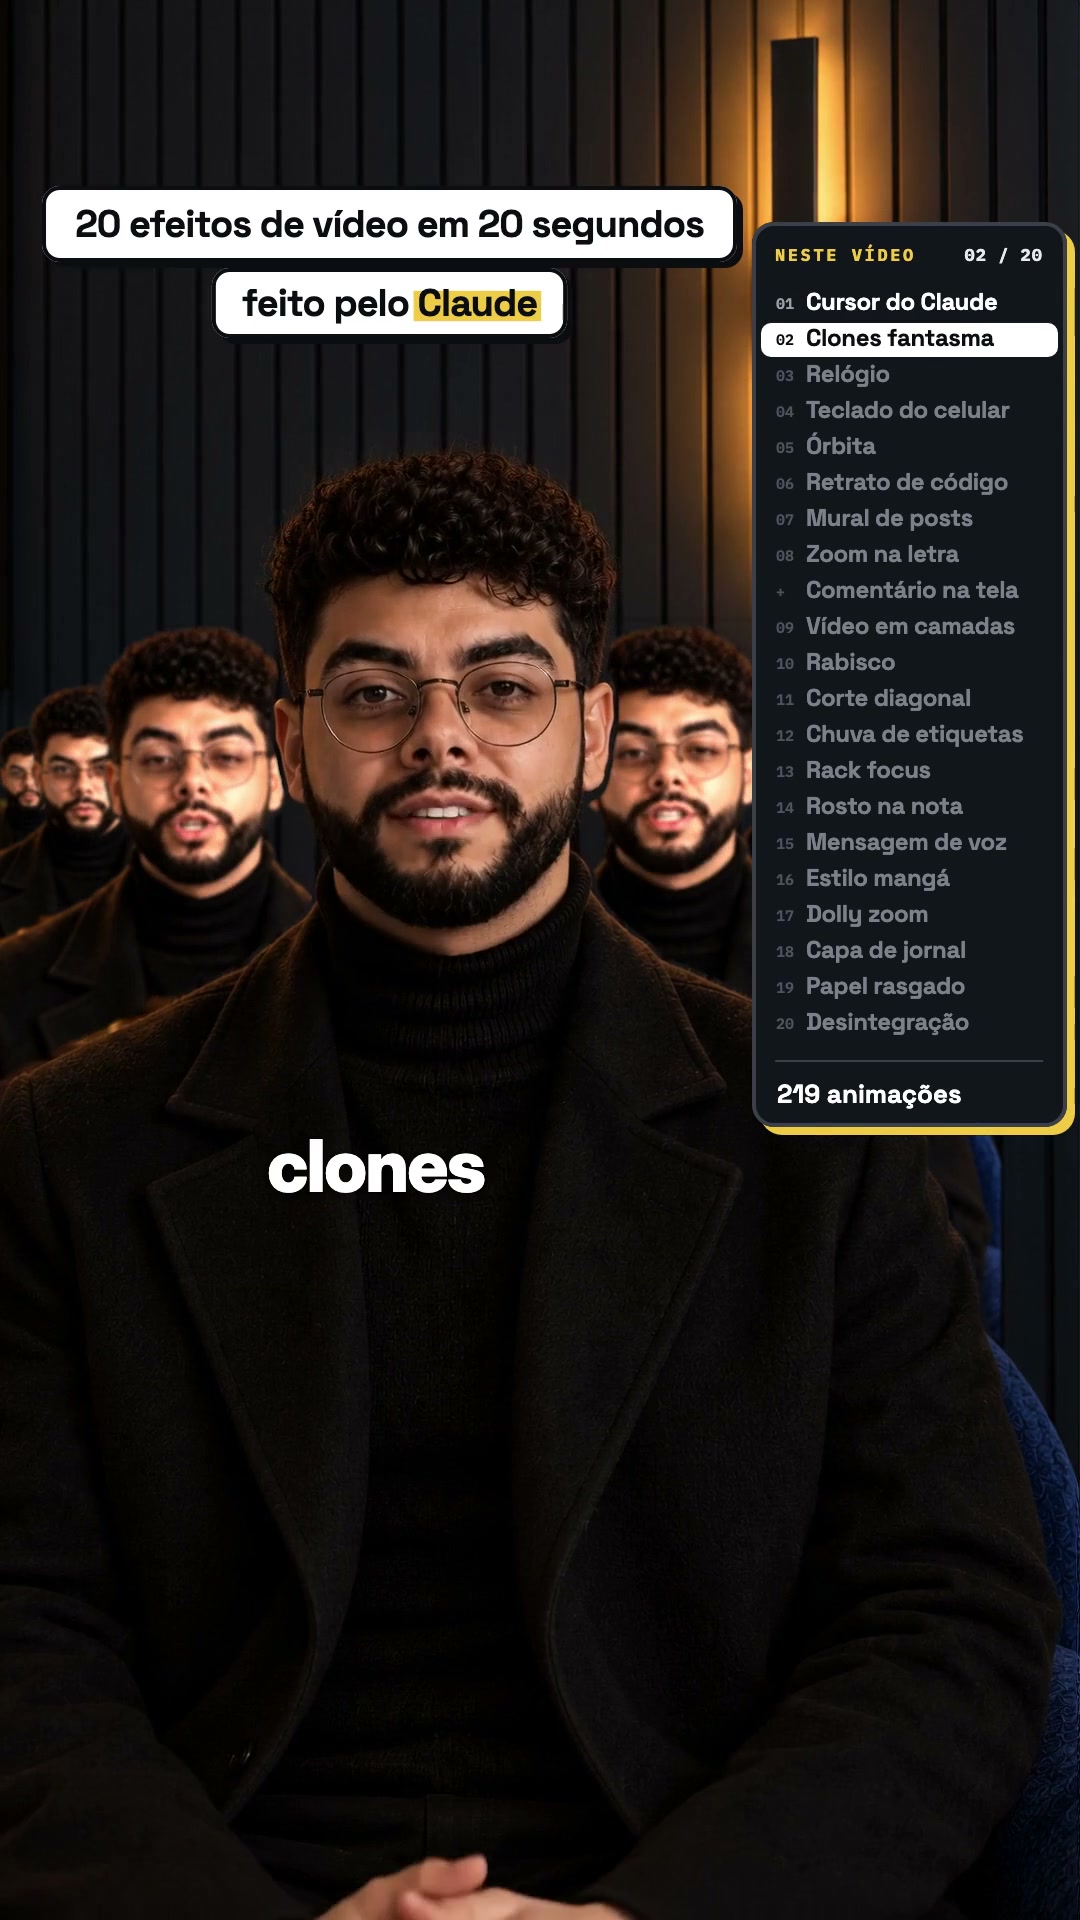 20 efeitos de vídeo em 20 segundos
feito pelo Claude
NESTE VÍDEO 02 / 20
01 Cursor do Claude
02 Clones fantasma
03 Relógio
04 Teclado do celular
05 Órbita
06 Retrato de código
07 Mural de posts
08 Zoom na letra
+ Comentário na tela
09 Vídeo em camadas
10 Rabisco
11 Corte diagonal
12 Chuva de etiquetas
13 Rack focus
14 Rosto na nota
15 Mensagem de voz
16 Estilo mangá
17 Dolly zoom
18 Capa de jornal
19 Papel rasgado
20 Desintegração
219 animações
clones